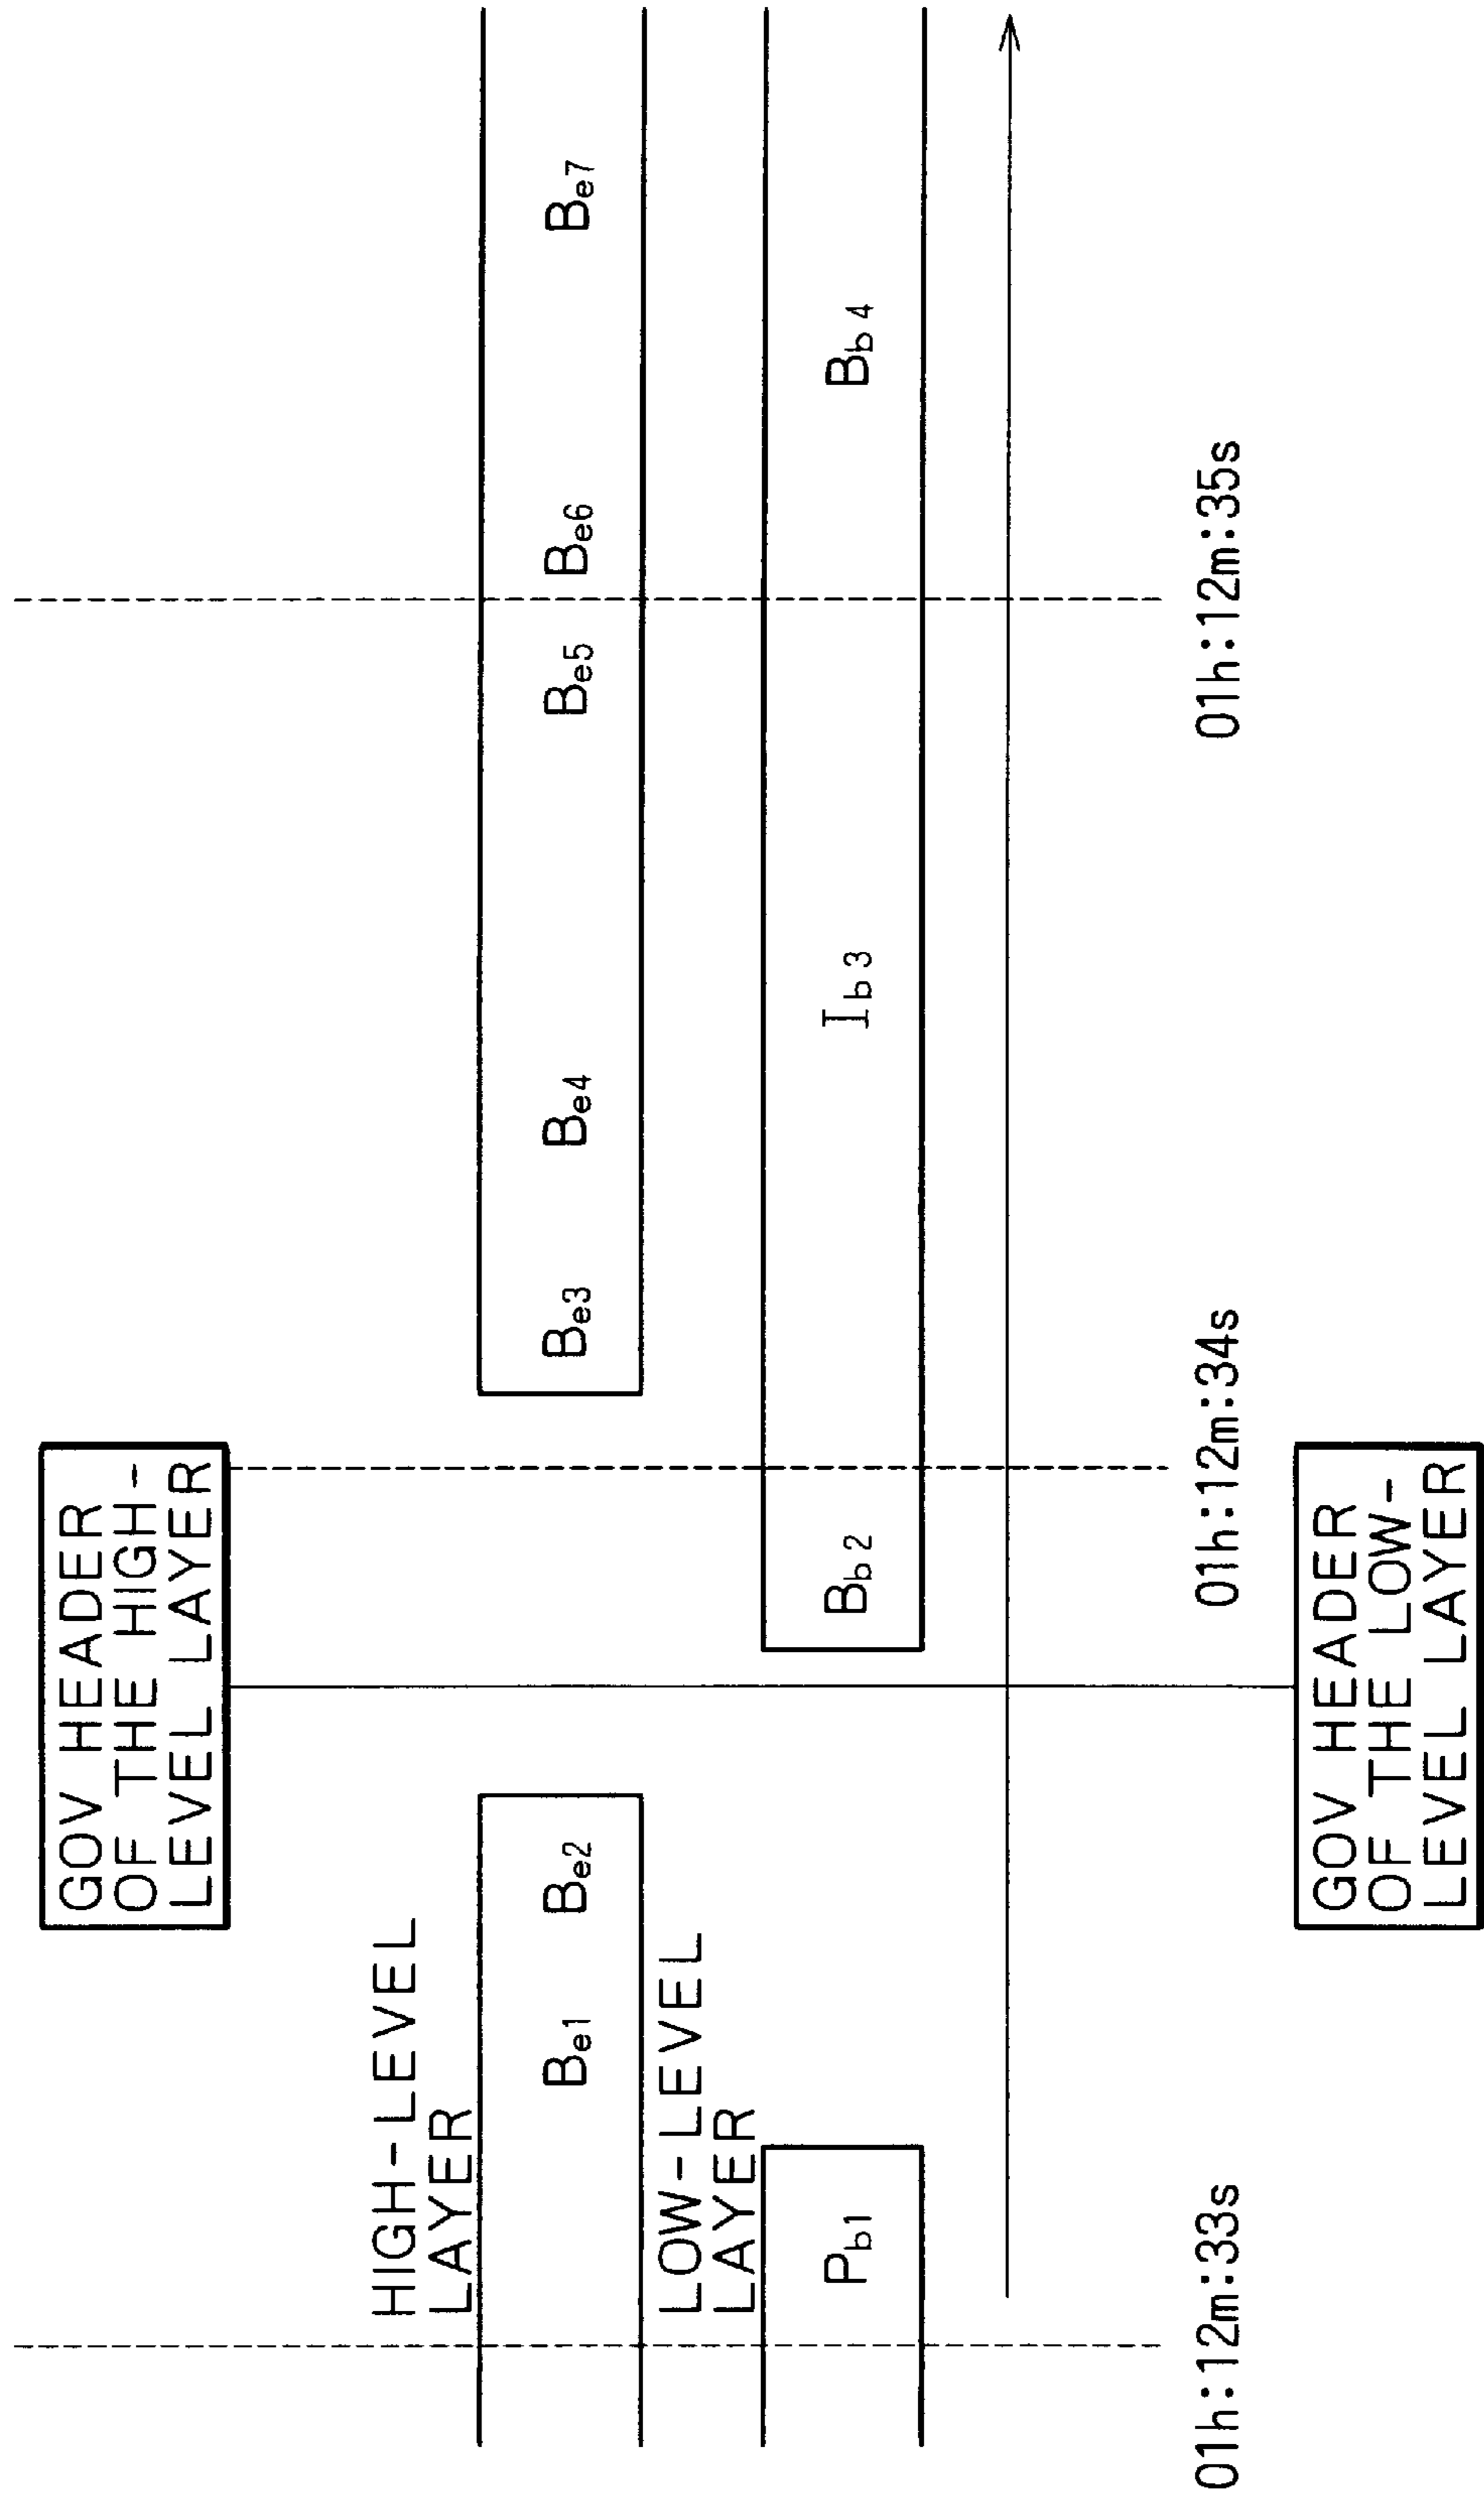 GOV HEADER
OF THE HIGH-
LEVEL LAYER
HIGH-LEVEL
LAYER
Be1 Be2 Be3 Be4 Be5 Be6 Be7
LOW-LEVEL
LAYER
Pb1 Bb2 Ib3 Bb4
01h:12m:33s 01h:12m:34s 01h:12m:35s
GOV HEADER
OF THE LOW-
LEVEL LAYER